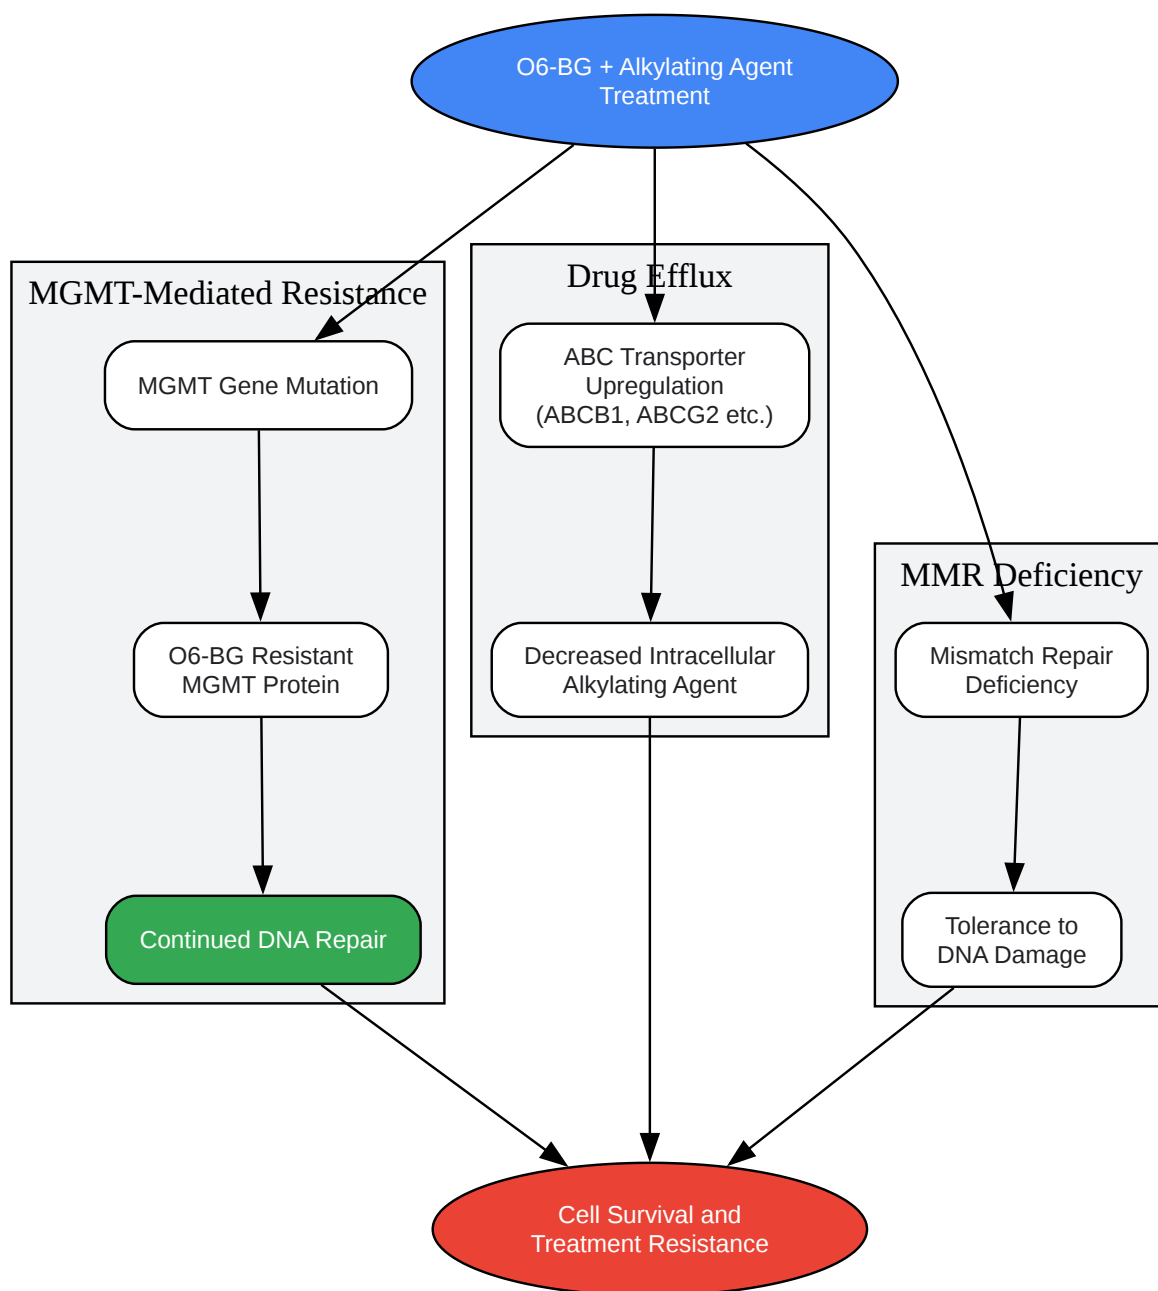 O6-BG + Alkylating Agent
Treatment
MGMT-Mediated Resistance
MGMT Gene Mutation
O6-BG Resistant
MGMT Protein
Continued DNA Repair
Drug Efflux
ABC Transporter
Upregulation
(ABCB1, ABCG2 etc.)
Decreased Intracellular
Alkylating Agent
MMR Deficiency
Mismatch Repair
Deficiency
Tolerance to
DNA Damage
Cell Survival and
Treatment Resistance